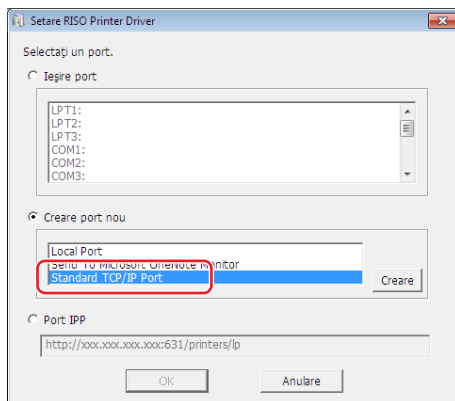 Setare RISO Printer Driver
Selectați un port.
Ieșire port
LPT1:
LPT2:
LPT3:
COM1:
COM2:
COM3:
Creare port nou
Local Port
Send To Microsoft OneNote Monitor
Standard TCP/IP Port
Creare
Port IPP
http://xxx.xxx.xxx.xxx:631/printers/lp
OK
Anulare